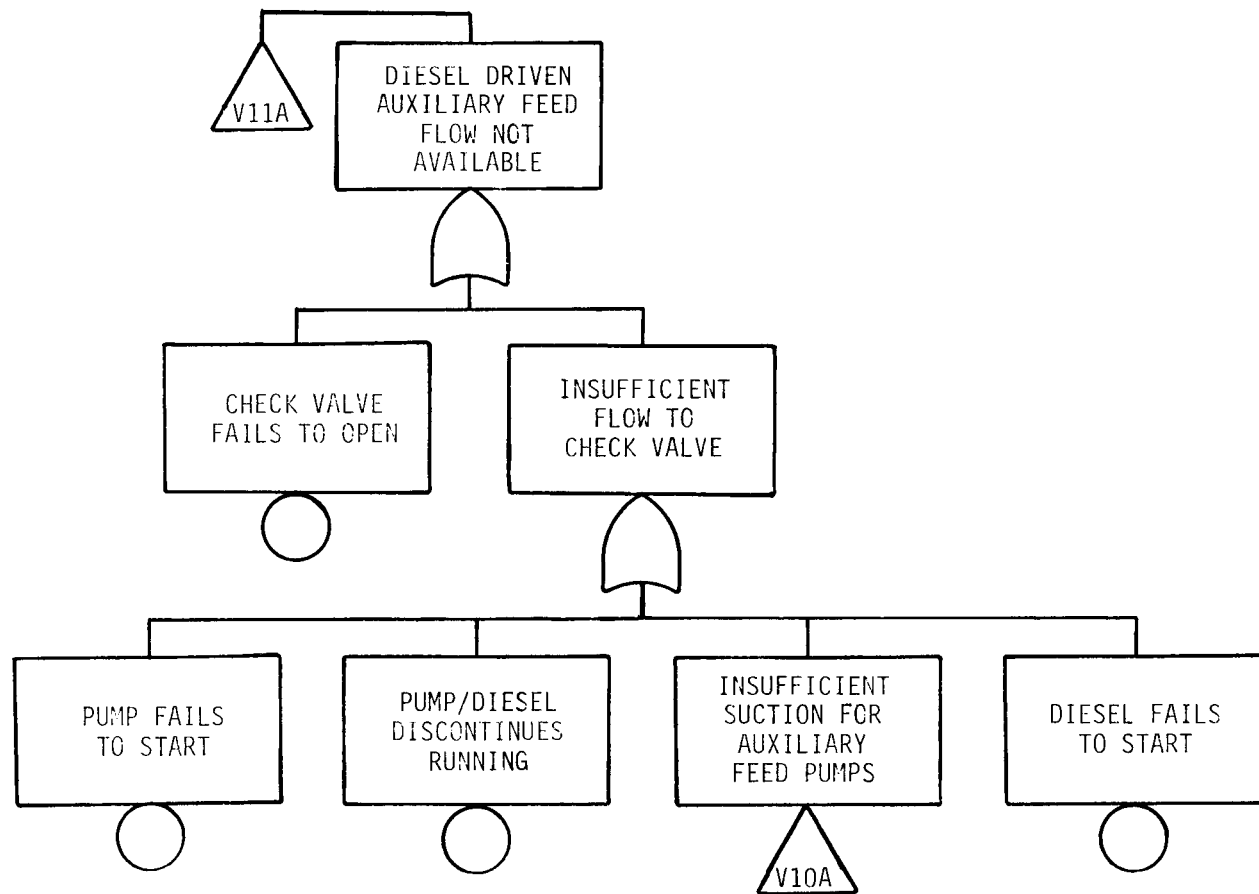 V11A
DIESEL DRIVEN
AUXILIARY FEED
FLOW NOT
AVAILABLE
CHECK VALVE
FAILS TO OPEN
INSUFFICIENT
FLOW TO
CHECK VALVE
PUMP FAILS
TO START
PUMP/DIESEL
DISCONTINUES
RUNNING
INSUFFICIENT
SUCTION FOR
AUXILIARY
FEED PUMPS
DIESEL FAILS
TO START
V10A